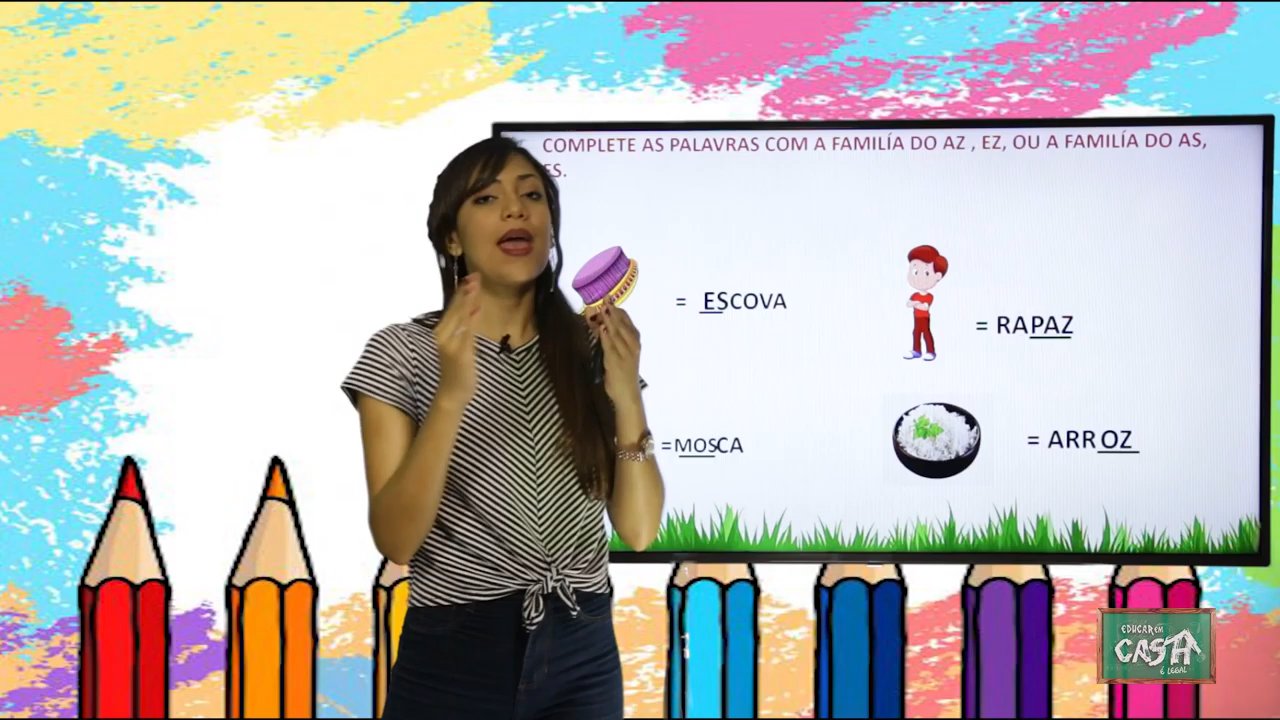 COMPLETE AS PALAVRAS COM A FAMILÍA DO AZ , EZ, OU A FAMILÍA DO AS,
ES.
= ESCOVA
= RAPAZ
=MOSCA
= ARROZ
EDUCAR EM
CASA
É LEGAL